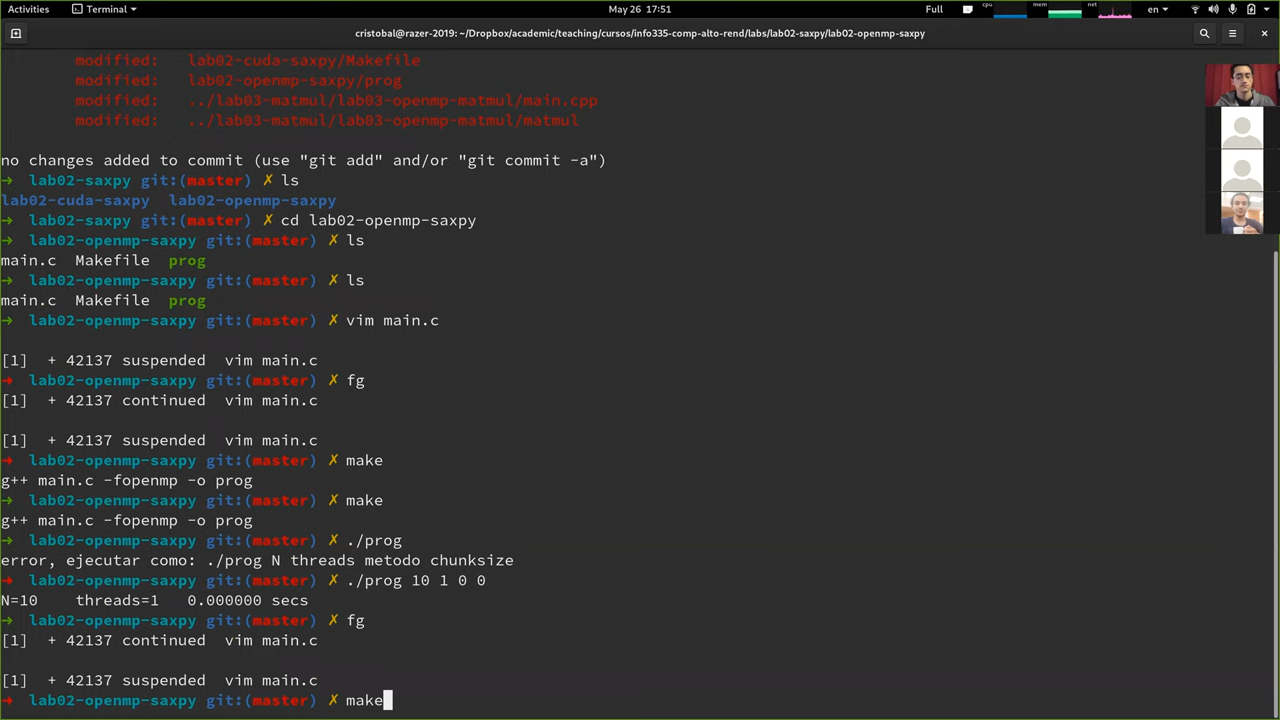 Activities Terminal May 26 17:51 Full cpu mem net en
cristobal@razer-2019: ~/Dropbox/academic/teaching/cursos/info335-comp-alto-rend/labs/lab02-saxpy/lab02-openmp-saxpy
modified: lab02-cuda-saxpy/Makefile
modified: lab02-openmp-saxpy/prog
modified: ../lab03-matmul/lab03-openmp-matmul/main.cpp
modified: ../lab03-matmul/lab03-openmp-matmul/matmul
no changes added to commit (use "git add" and/or "git commit -a")
→ lab02-saxpy git:(master) ✗ ls
lab02-cuda-saxpy lab02-openmp-saxpy
→ lab02-saxpy git:(master) ✗ cd lab02-openmp-saxpy
→ lab02-openmp-saxpy git:(master) ✗ ls
main.c Makefile prog
→ lab02-openmp-saxpy git:(master) ✗ ls
main.c Makefile prog
→ lab02-openmp-saxpy git:(master) ✗ vim main.c
[1] + 42137 suspended vim main.c
→ lab02-openmp-saxpy git:(master) ✗ fg
[1] + 42137 continued vim main.c
[1] + 42137 suspended vim main.c
→ lab02-openmp-saxpy git:(master) ✗ make
g++ main.c -fopenmp -o prog
→ lab02-openmp-saxpy git:(master) ✗ make
g++ main.c -fopenmp -o prog
→ lab02-openmp-saxpy git:(master) ✗ ./prog
error, ejecutar como: ./prog N threads metodo chunksize
→ lab02-openmp-saxpy git:(master) ✗ ./prog 10 1 0 0
N=10 threads=1 0.000000 secs
→ lab02-openmp-saxpy git:(master) ✗ fg
[1] + 42137 continued vim main.c
[1] + 42137 suspended vim main.c
→ lab02-openmp-saxpy git:(master) ✗ make